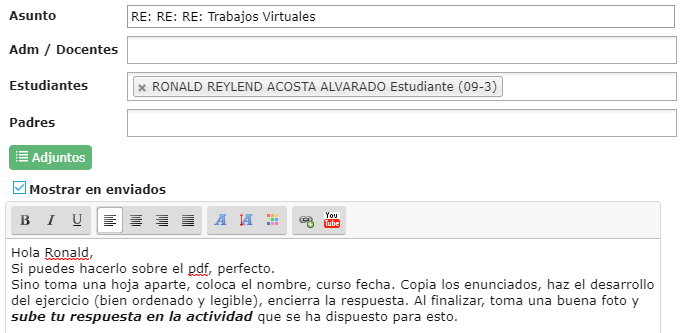 Asunto RE: RE: RE: Trabajos Virtuales
Adm / Docentes
Estudiantes × RONALD REYLEND ACOSTA ALVARADO Estudiante (09-3)
Padres
Adjuntos
Mostrar en enviados
B I U A A You Tube
Hola Ronald,
Si puedes hacerlo sobre el pdf, perfecto.
Sino toma una hoja aparte, coloca el nombre, curso fecha. Copia los enunciados, haz el desarrollo
del ejercicio (bien ordenado y legible), encierra la respuesta. Al finalizar, toma una buena foto y
sube tu respuesta en la actividad que se ha dispuesto para esto.